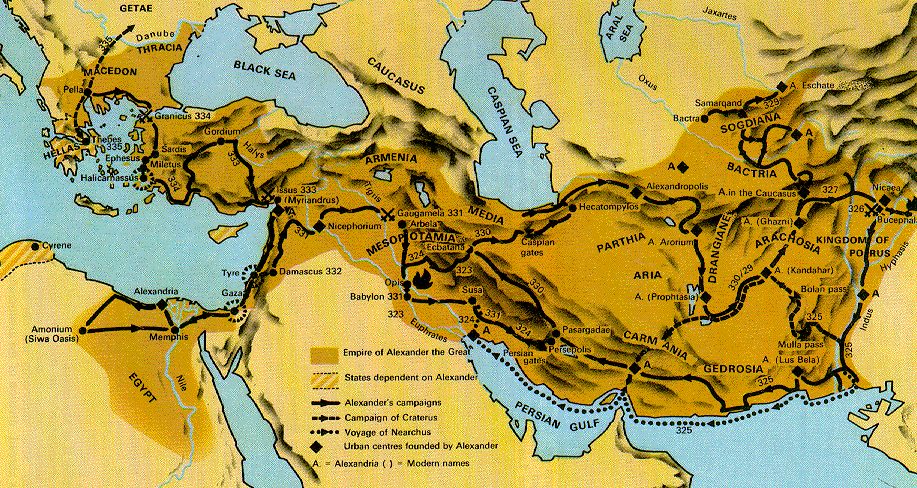 GETAE
Danube
335
THRACIA
MACEDON
Pella
BLACK SEA
CAUCASUS
CASPIAN SEA
ARAL SEA
Jaxartes
Oxus
Samarqand
A. Eschate
329
Bactra
SOGDIANA
Granicus 334
Thebes
335
HELLAS
Gordium
Halys
Sardis
Ephesus
Miletus
Halicarnassus
334
333
ARMENIA
BACTRIA
A
A
Issus 333
(Myriandrus)
Tigris
Gaugamela 331
Arbela
MEDIA
Alexandropolis
A.in the Caucasus
327
Nicaea
326
Bucephala
Hecatompylos
331
Nicephorium
MESOPOTAMIA
Ecbatana
330
Caspian gates
PARTHIA
A. Arorium
DRANGIANE
A. (Ghazni)
ARACHOSIA
KINGDOM OF PORRUS
Hyphasis
Cyrene
324
323
330
ARIA
330/29
A. (Kandahar)
Tyre
Damascus 332
Opis
Babylon 331
323
Susa
324
331
324
A. (Prophtasia)
Bolan pass
A
Alexandria
Gaza
Euphrates
A
Pasargadae
Persepolis
Persian gates
CARMANIA
325
Mulla pass
Indus
Amonium
(Siwa Oasis)
Memphis
A
GEDROSIA
A. (Lus Bela)
325
325
EGYPT
Nile
PERSIAN GULF
325
Empire of Alexander the Great
States dependent on Alexander
Alexander's campaigns
Campaign of Craterus
Voyage of Nearchus
Urban centres founded by Alexander
A. = Alexandria ( ) = Modern names